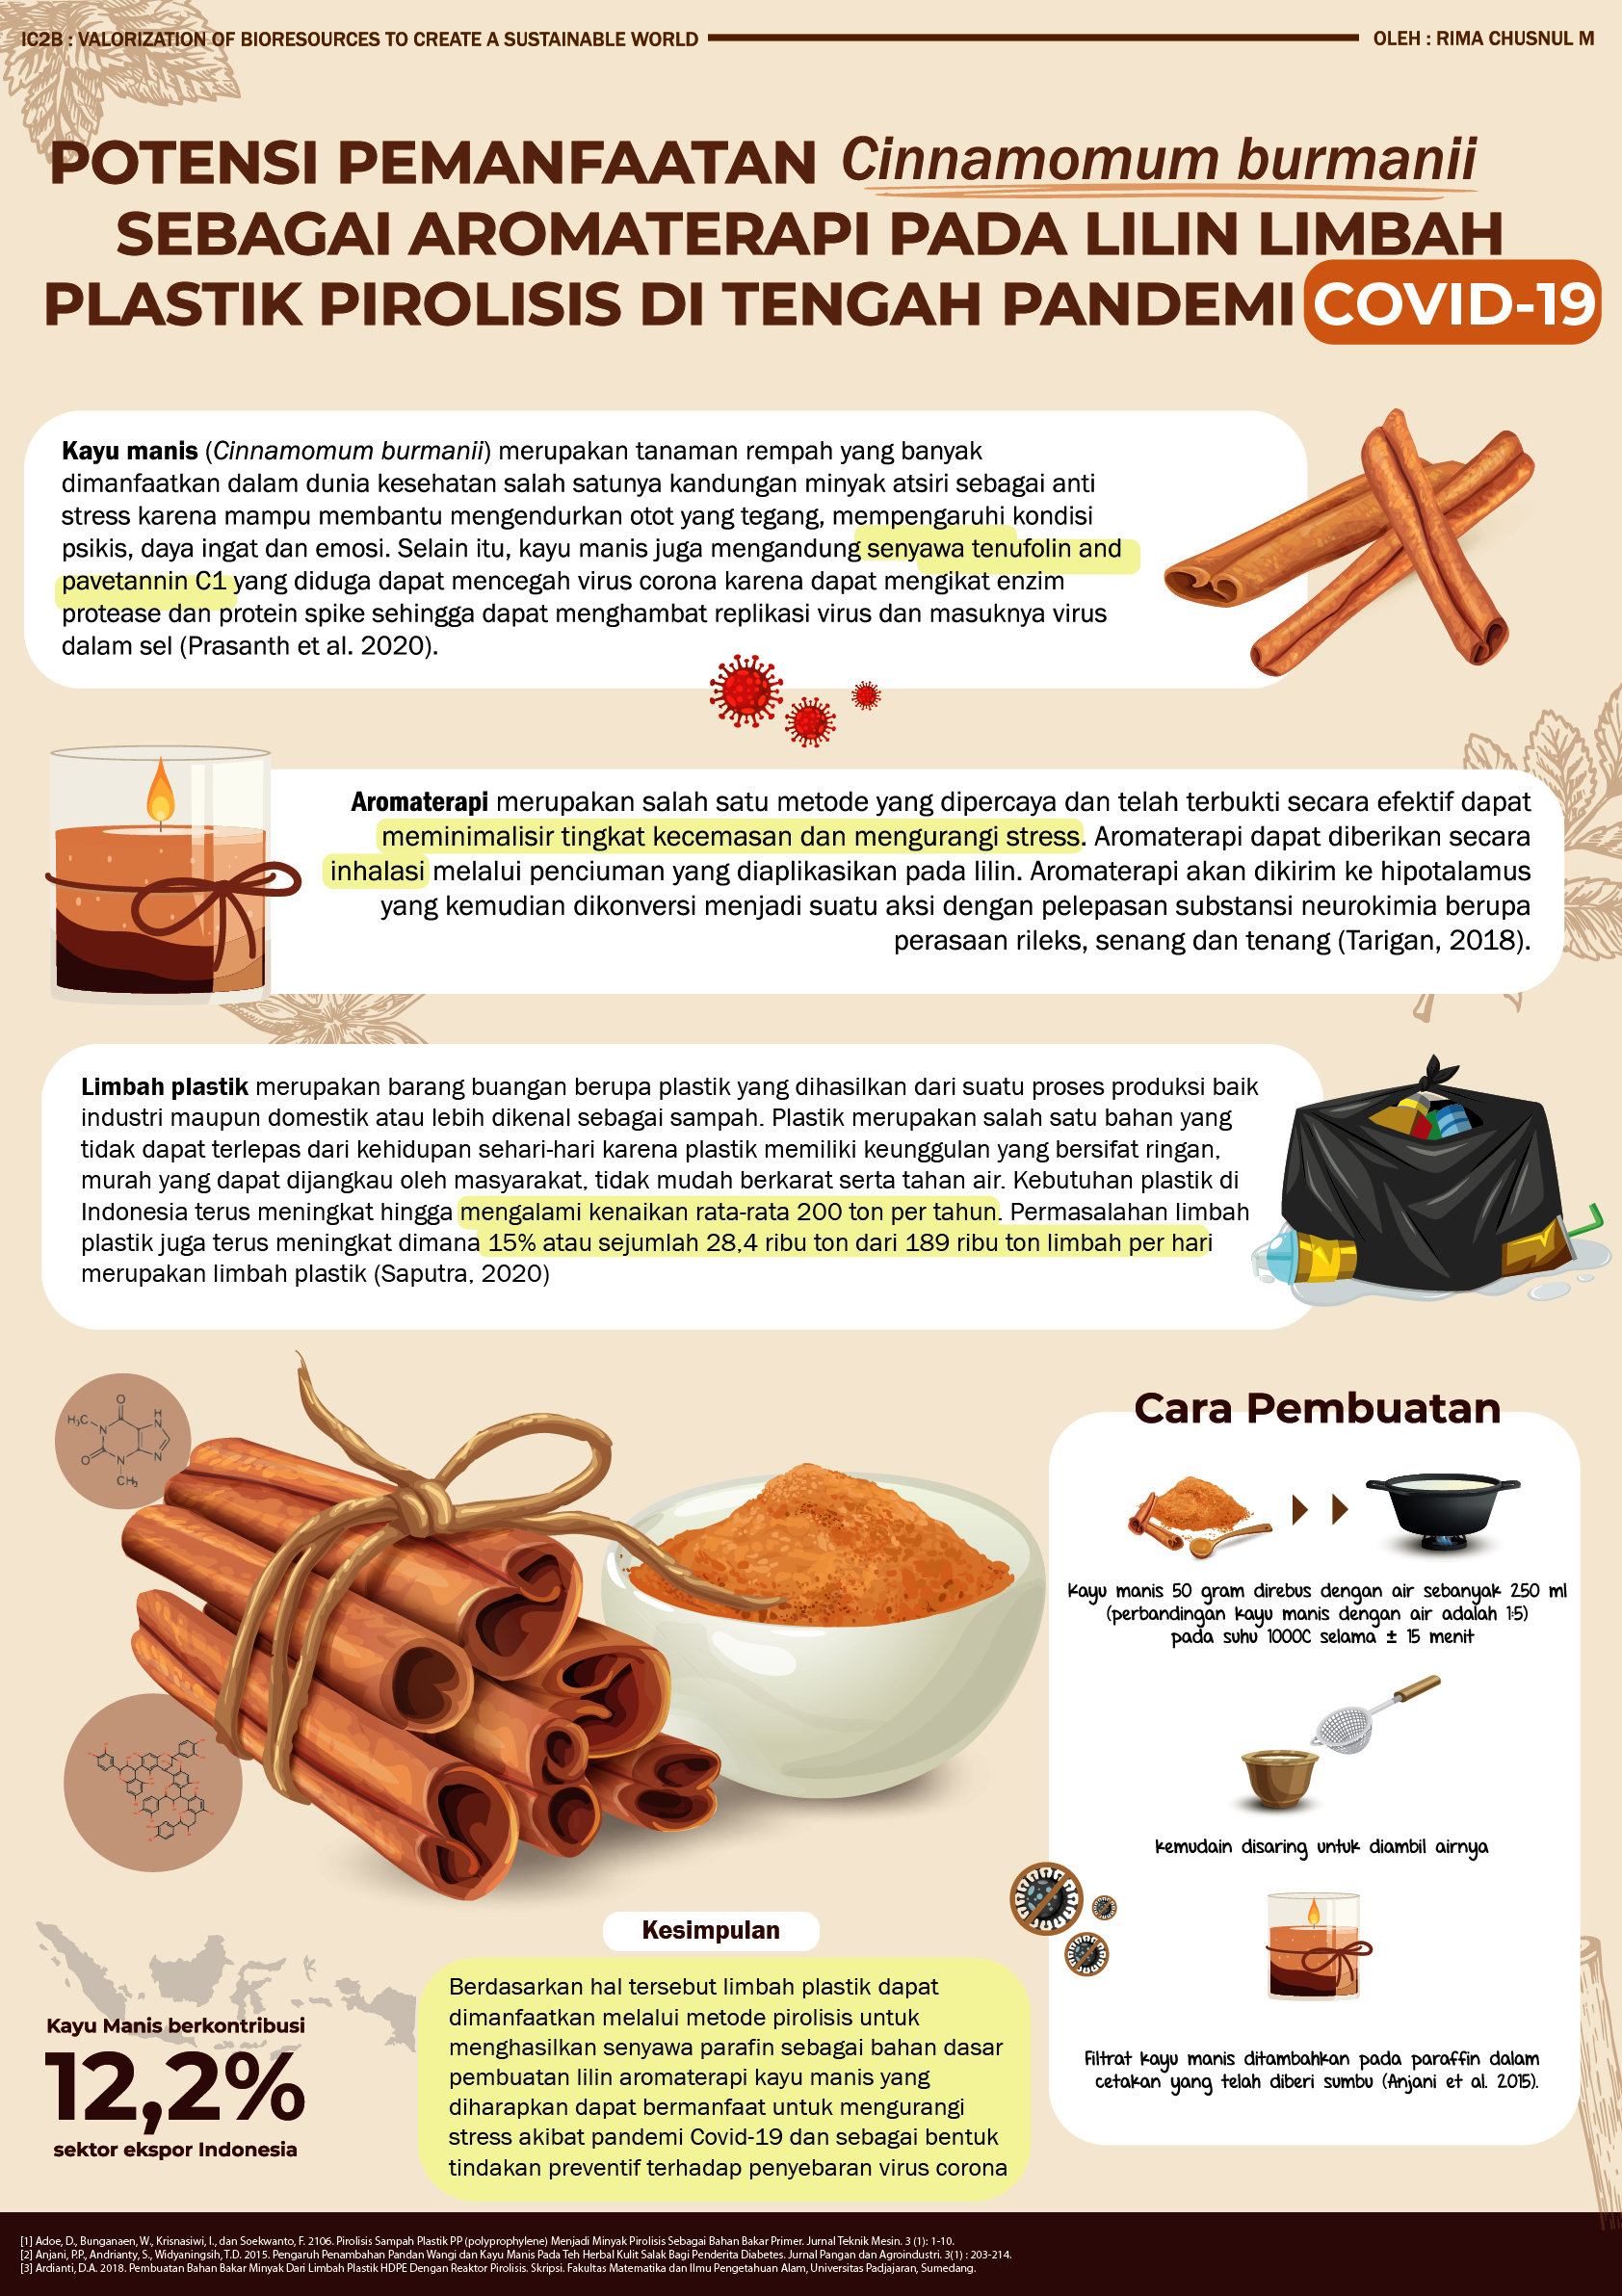 IC2B : VALORIZATION OF BIORESOURCES TO CREATE A SUSTAINABLE WORLD
OLEH : RIMA CHUSNUL M
POTENSI PEMANFAATAN Cinnamomum burmanii
SEBAGAI AROMATERAPI PADA LILIN LIMBAH
PLASTIK PIROLISIS DI TENGAH PANDEMI COVID-19
Kayu manis (Cinnamomum burmanii) merupakan tanaman rempah yang banyak
dimanfaatkan dalam dunia kesehatan salah satunya kandungan minyak atsiri sebagai anti
stress karena mampu membantu mengendurkan otot yang tegang, mempengaruhi kondisi
psikis, daya ingat dan emosi. Selain itu, kayu manis juga mengandung senyawa tenufolin and
pavetannin C1 yang diduga dapat mencegah virus corona karena dapat mengikat enzim
protease dan protein spike sehingga dapat menghambat replikasi virus dan masuknya virus
dalam sel (Prasanth et al. 2020).
Aromaterapi merupakan salah satu metode yang dipercaya dan telah terbukti secara efektif dapat
meminimalisir tingkat kecemasan dan mengurangi stress. Aromaterapi dapat diberikan secara
inhalasi melalui penciuman yang diaplikasikan pada lilin. Aromaterapi akan dikirim ke hipotalamus
yang kemudian dikonversi menjadi suatu aksi dengan pelepasan substansi neurokimia berupa
perasaan rileks, senang dan tenang (Tarigan, 2018).
Limbah plastik merupakan barang buangan berupa plastik yang dihasilkan dari suatu proses produksi baik
industri maupun domestik atau lebih dikenal sebagai sampah. Plastik merupakan salah satu bahan yang
tidak dapat terlepas dari kehidupan sehari-hari karena plastik memiliki keunggulan yang bersifat ringan,
murah yang dapat dijangkau oleh masyarakat, tidak mudah berkarat serta tahan air. Kebutuhan plastik di
Indonesia terus meningkat hingga mengalami kenaikan rata-rata 200 ton per tahun. Permasalahan limbah
plastik juga terus meningkat dimana 15% atau sejumlah 28,4 ribu ton dari 189 ribu ton limbah per hari
merupakan limbah plastik (Saputra, 2020)
O
H
N
H₃C
N
O
N
N
CH₃
Cara Pembuatan
Kayu manis 50 gram direbus dengan air sebanyak 250 ml
(perbandingan kayu manis dengan air adalah 1:5)
pada suhu 1000C selama ± 15 menit
kemudain disaring untuk diambil airnya
Filtrat kayu manis ditambahkan pada paraffin dalam
cetakan yang telah diberi sumbu (Anjani et al. 2015).
Kesimpulan
Berdasarkan hal tersebut limbah plastik dapat
dimanfaatkan melalui metode pirolisis untuk
menghasilkan senyawa parafin sebagai bahan dasar
pembuatan lilin aromaterapi kayu manis yang
diharapkan dapat bermanfaat untuk mengurangi
stress akibat pandemi Covid-19 dan sebagai bentuk
tindakan preventif terhadap penyebaran virus corona
Kayu Manis berkontribusi
12,2%
sektor ekspor Indonesia
[1] Adoe, D., Bunganaen, W., Krisnasiwi, I., dan Soekwanto, F. 2106. Pirolisis Sampah Plastik PP (polyprophylene) Menjadi Minyak Pirolisis Sebagai Bahan Bakar Primer. Jurnal Teknik Mesin. 3 (1): 1-10.
[2] Anjani, P.P., Andrianty, S., Widyaningsih, T.D. 2015. Pengaruh Penambahan Pandan Wangi dan Kayu Manis Pada Teh Herbal Kulit Salak Bagi Penderita Diabetes. Jurnal Pangan dan Agroindustri. 3(1) : 203-214.
[3] Ardianti, D.A. 2018. Pembuatan Bahan Bakar Minyak Dari Limbah Plastik HDPE Dengan Reaktor Pirolisis. Skripsi. Fakultas Matematika dan Ilmu Pengetahuan Alam, Universitas Padjajaran, Sumedang.